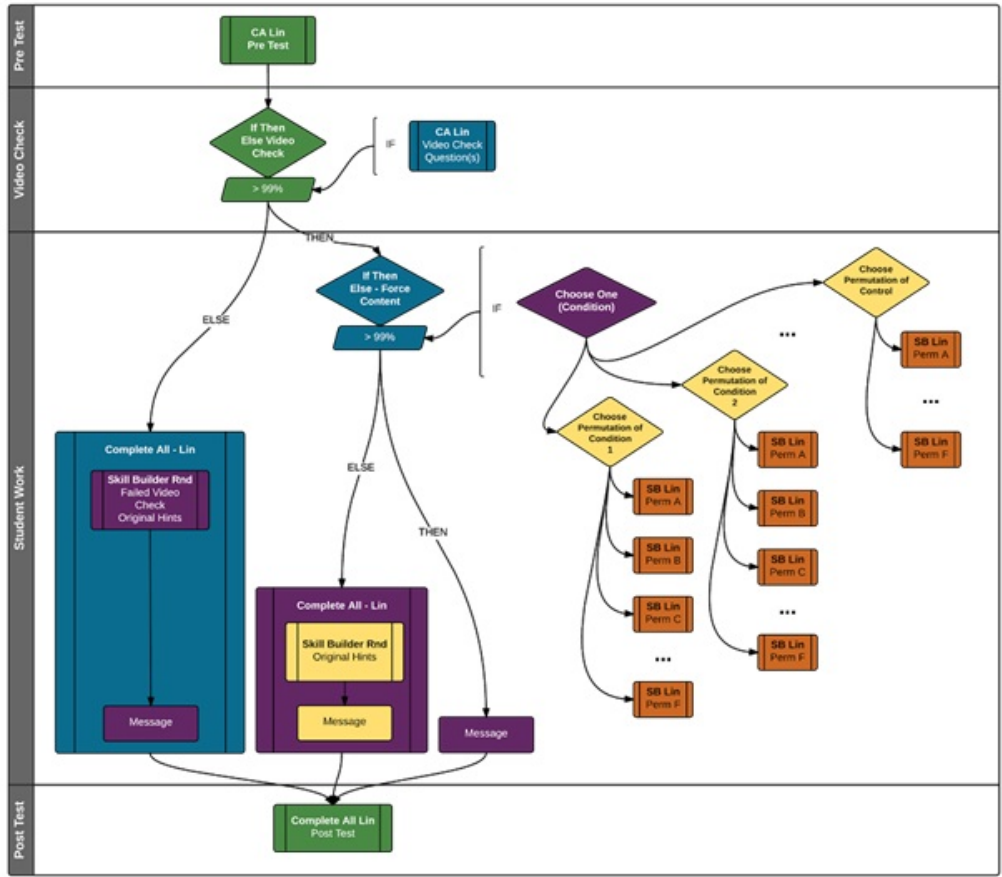 Pre Test
CA Lin
Pre Test
Video Check
If Then
Else Video
Check
> 99%
IF
CA Lin
Video Check
Question(s)
Student Work
THEN
ELSE
If Then
Else - Force
Content
> 99%
IF
Choose One
(Condition)
Choose
Permutation of
Control
SB Lin
Perm A
...
SB Lin
Perm F
...
Choose
Permutation of
Condition
2
SB Lin
Perm A
SB Lin
Perm B
SB Lin
Perm C
...
SB Lin
Perm F
Choose
Permutation of
Condition
1
SB Lin
Perm A
SB Lin
Perm B
SB Lin
Perm C
...
SB Lin
Perm F
Complete All - Lin
Skill Builder Rnd
Failed Video
Check
Original Hints
Message
ELSE
THEN
Complete All - Lin
Skill Builder Rnd
Original Hints
Message
Message
Post Test
Complete All Lin
Post Test